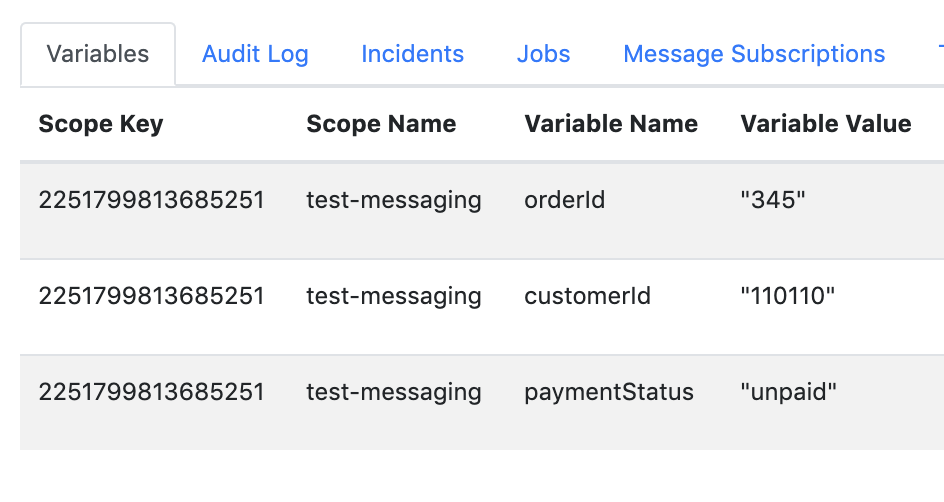 Variables Audit Log Incidents Jobs Message Subscriptions
Scope Key Scope Name Variable Name Variable Value
2251799813685251 test-messaging orderId "345"
2251799813685251 test-messaging customerId "110110"
2251799813685251 test-messaging paymentStatus "unpaid"